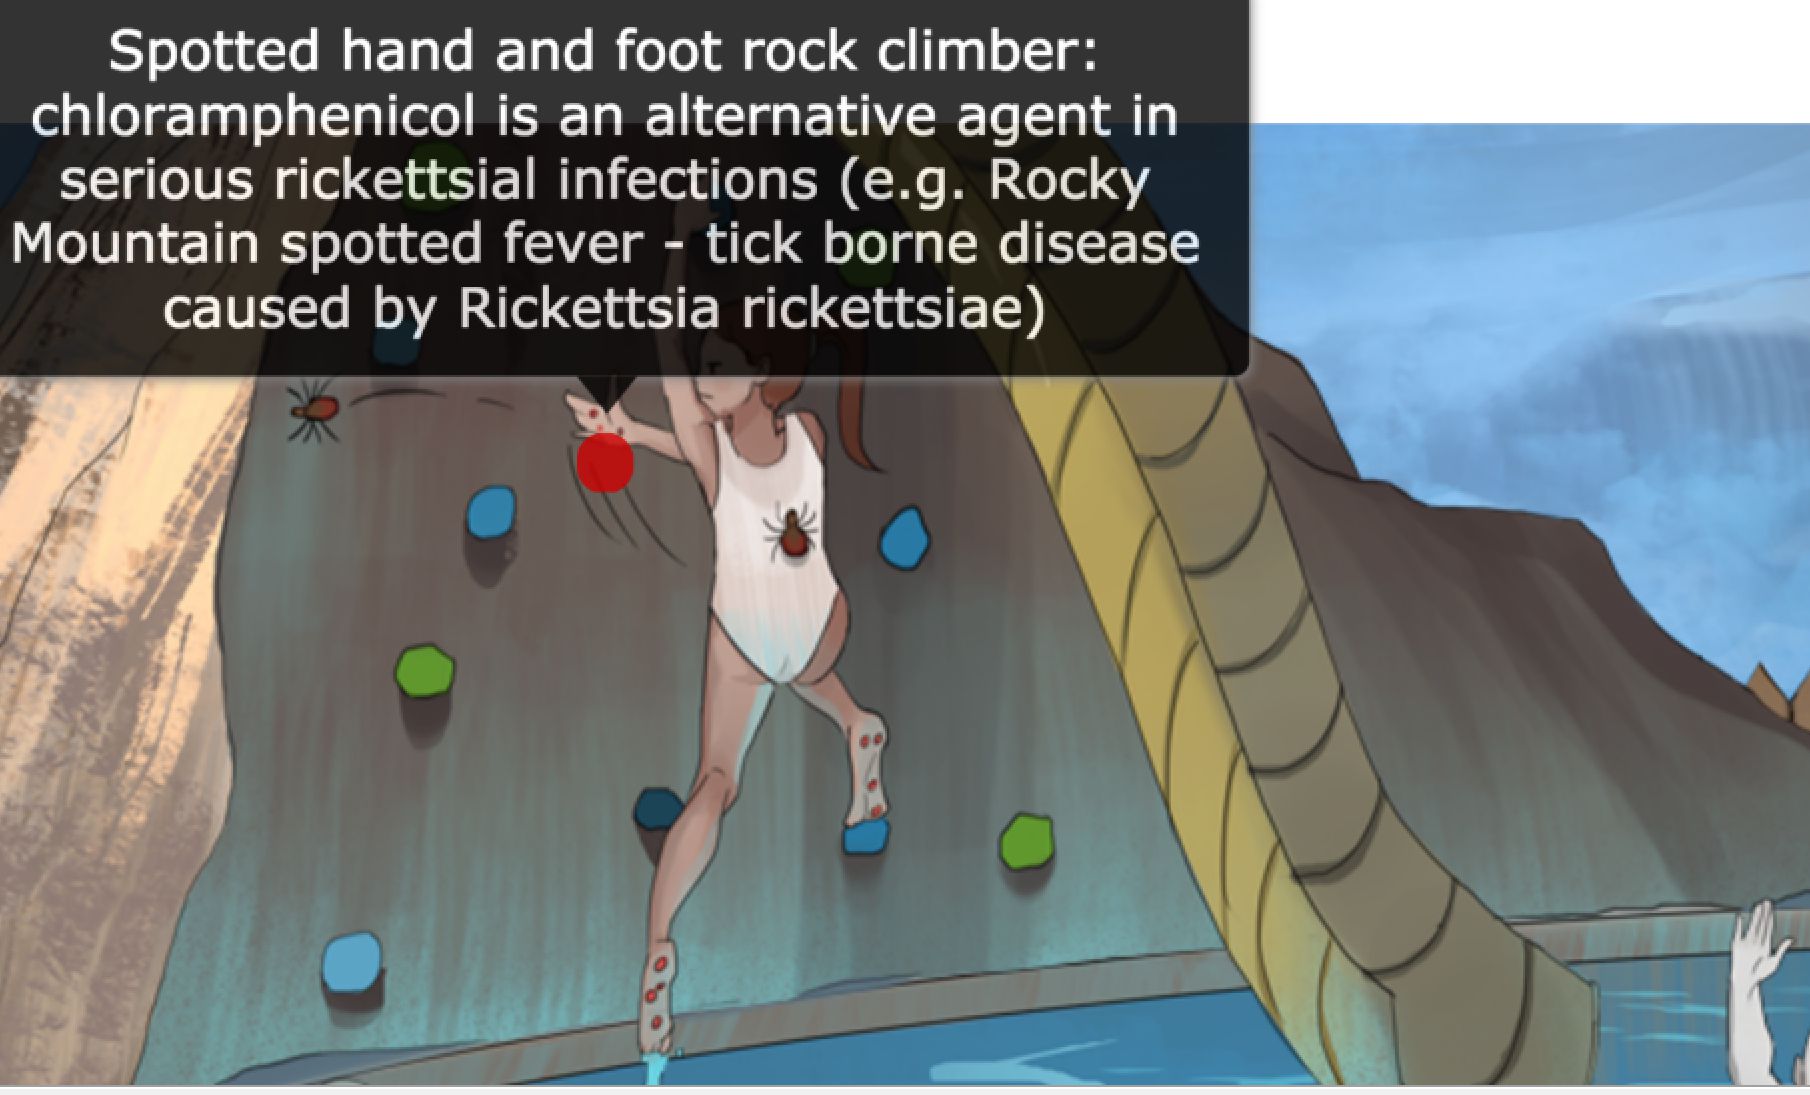 Spotted hand and foot rock climber:
chloramphenicol is an alternative agent in
serious rickettsial infections (e.g. Rocky
Mountain spotted fever - tick borne disease
caused by Rickettsia rickettsiae)